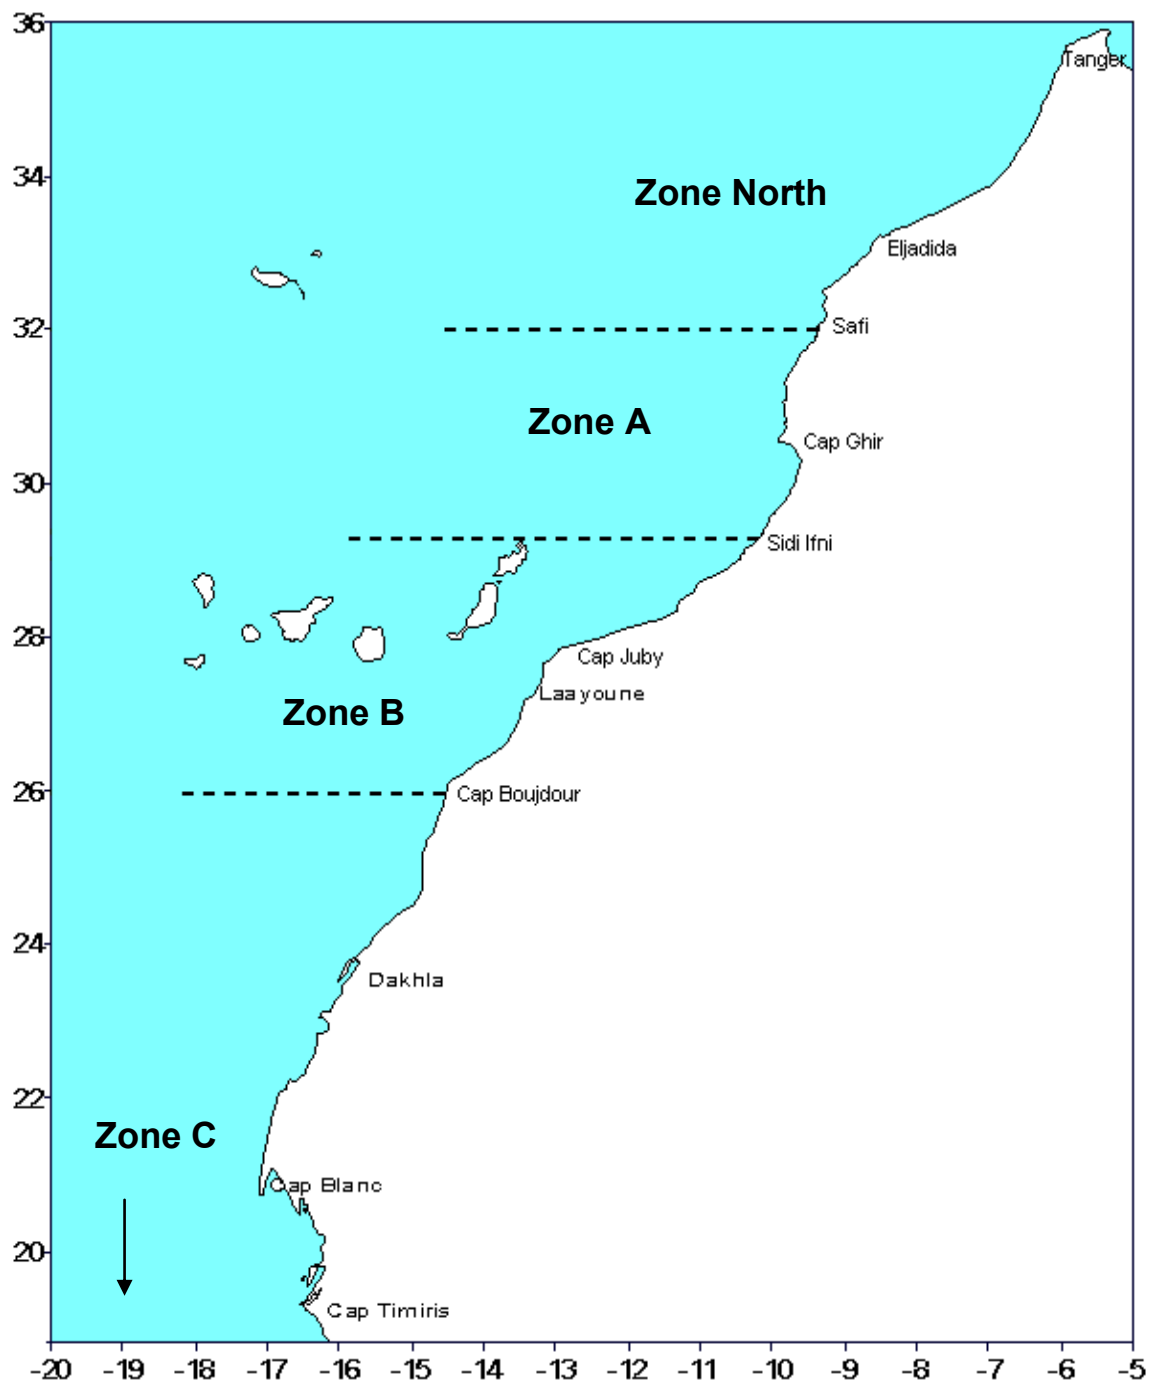 36
Tanger
34
Zone North
Eljadida
32
Safi
Zone A
Cap Ghir
30
Sidi Ifni
28
Cap Juby
Laayoune
Zone B
26
Cap Boujdour
24
Dakhla
22
Zone C
Cap Blanc
20
Cap Timiris
-20 -19 -18 -17 -16 -15 -14 -13 -12 -11 -10 -9 -8 -7 -6 -5